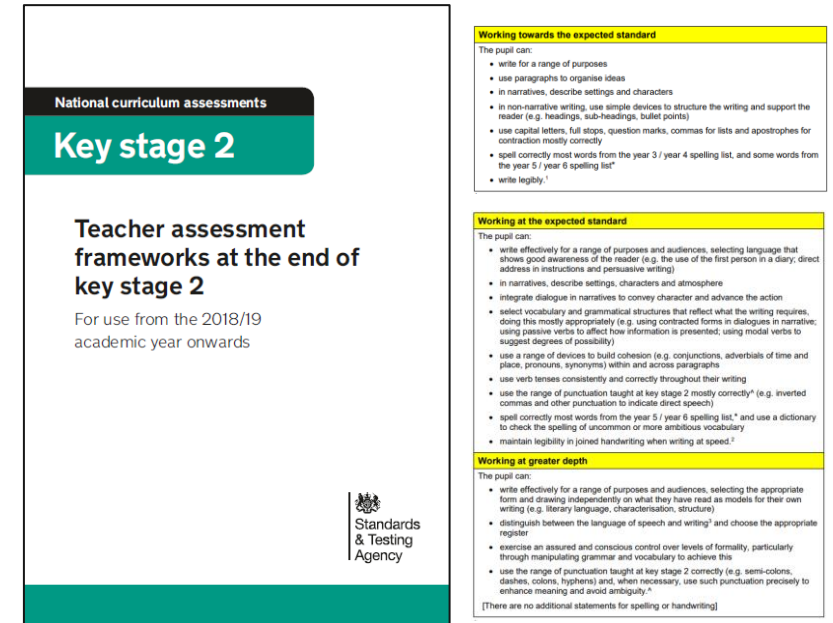 National curriculum assessments
Key stage 2
Teacher assessment
frameworks at the end of
key stage 2
For use from the 2018/19
academic year onwards
Standards
& Testing
Agency
Working towards the expected standard
The pupil can:
• write for a range of purposes
• use paragraphs to organise ideas
• in narratives, describe settings and characters
• in non-narrative writing, use simple devices to structure the writing and support the
reader (e.g. headings, sub-headings, bullet points)
• use capital letters, full stops, question marks, commas for lists and apostrophes for
contraction mostly correctly
• spell correctly most words from the year 3 / year 4 spelling list, and some words from
the year 5 / year 6 spelling list*
• write legibly.¹
Working at the expected standard
The pupil can:
• write effectively for a range of purposes and audiences, selecting language that
shows good awareness of the reader (e.g. the use of the first person in a diary; direct
address in instructions and persuasive writing)
• in narratives, describe settings, characters and atmosphere
• integrate dialogue in narratives to convey character and advance the action
• select vocabulary and grammatical structures that reflect what the writing requires,
doing this mostly appropriately (e.g. using contracted forms in dialogues in narrative;
using passive verbs to affect how information is presented; using modal verbs to
suggest degrees of possibility)
• use a range of devices to build cohesion (e.g. conjunctions, adverbials of time and
place, pronouns, synonyms) within and across paragraphs
• use verb tenses consistently and correctly throughout their writing
• use the range of punctuation taught at key stage 2 mostly correctly^ (e.g. inverted
commas and other punctuation to indicate direct speech)
• spell correctly most words from the year 5 / year 6 spelling list,* and use a dictionary
to check the spelling of uncommon or more ambitious vocabulary
• maintain legibility in joined handwriting when writing at speed.²
Working at greater depth
The pupil can:
• write effectively for a range of purposes and audiences, selecting the appropriate
form and drawing independently on what they have read as models for their own
writing (e.g. literary language, characterisation, structure)
• distinguish between the language of speech and writing³ and choose the appropriate
register
• exercise an assured and conscious control over levels of formality, particularly
through manipulating grammar and vocabulary to achieve this
• use the range of punctuation taught at key stage 2 correctly (e.g. semi-colons,
dashes, colons, hyphens) and, when necessary, use such punctuation precisely to
enhance meaning and avoid ambiguity.^
[There are no additional statements for spelling or handwriting]